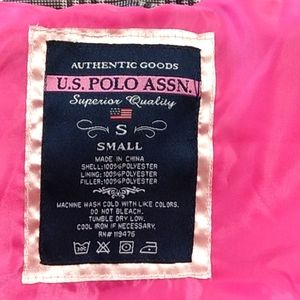 AUTHENTIC GOODS
U.S. POLO ASSN.
Superior Quality
S
SMALL
MADE IN CHINA
SHELL:100%POLYESTER
LINING: 100%POLYESTER
FILLER:100%POLYESTER
MACHINE WASH COLD WITH LIKE COLORS.
DO NOT BLEACH.
TUMBLE DRY LOW.
COOL IRON IF NECESSARY.
RN# 119476